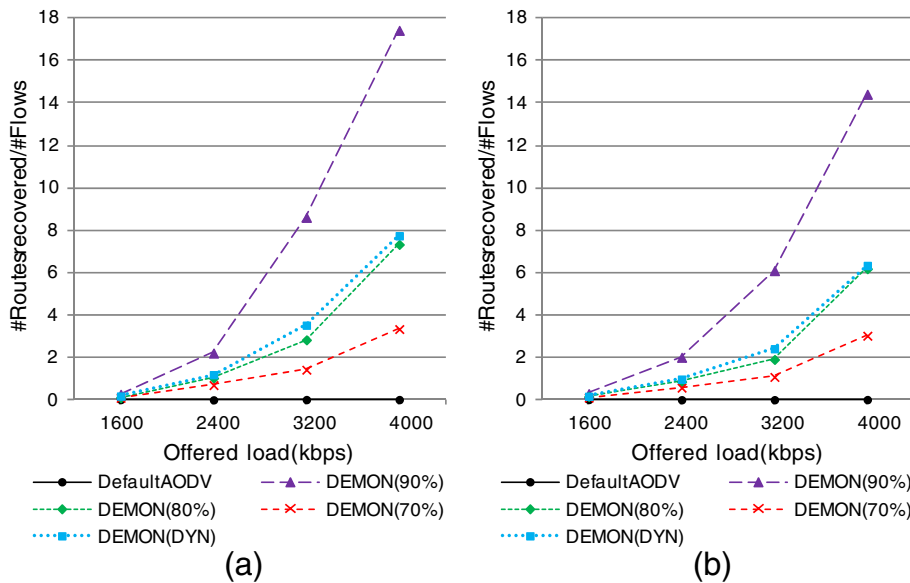 18
16
14
12
10
8
6
4
2
0
#Routesrecovered/#Flows
1600 2400 3200 4000
Offered load(kbps)
DefaultAODV DEMON(90%)
DEMON(80%) DEMON(70%)
DEMON(DYN)
(a)
18
16
14
12
10
8
6
4
2
0
#Routesrecovered/#Flows
1600 2400 3200 4000
Offered load(kbps)
DefaultAODV DEMON(90%)
DEMON(80%) DEMON(70%)
DEMON(DYN)
(b)